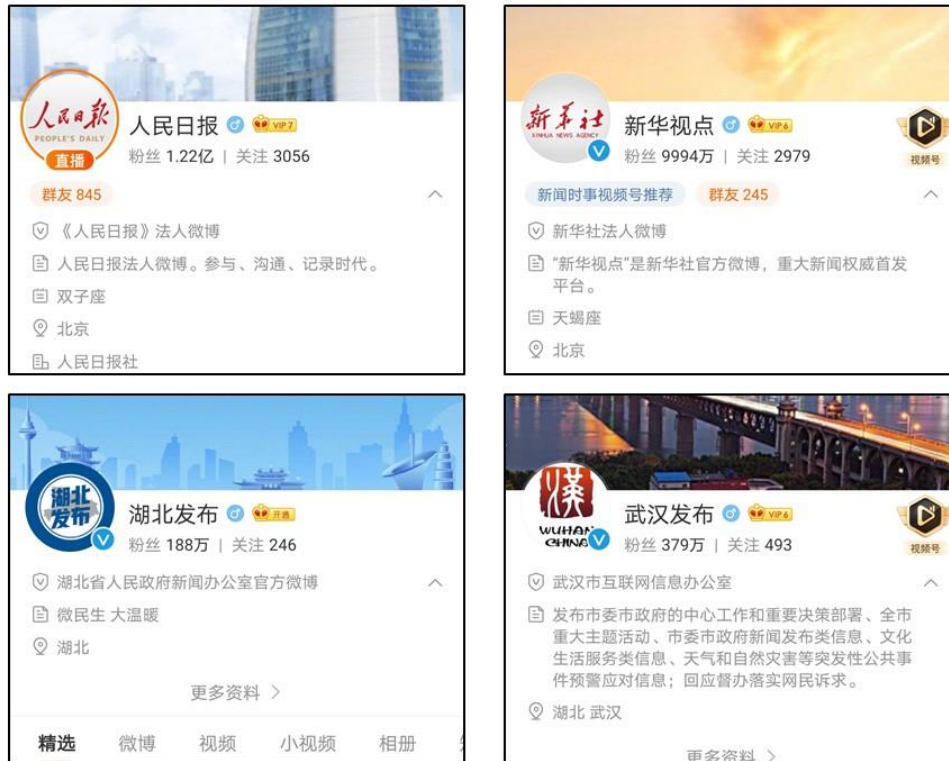 人民日报
PEOPLE'S DAILY
直播
人民日报 VIP 7
粉丝 1.22亿 | 关注 3056
群友 845
《人民日报》法人微博
人民日报法人微博。参与、沟通、记录时代。
双子座
北京
人民日报社
新华社
XINHUA NEWS AGENCY
新华视点 VIP 6
粉丝 9994万 | 关注 2979
视频号
新闻时事视频号推荐 群友 245
新华社法人微博
“新华视点”是新华社官方微博，重大新闻权威首发
平台。
天蝎座
北京
湖北
发布
湖北发布 开通
粉丝 188万 | 关注 246
湖北省人民政府新闻办公室官方微博
微民生 大温暖
湖北
更多资料
精选 微博 视频 小视频 相册
漢
WUHAN
CHINA
武汉发布 VIP 6
粉丝 379万 | 关注 493
视频号
武汉市互联网信息办公室
发布市委市政府的中心工作和重要决策部署、全市
重大主题活动、市委市政府新闻发布类信息、文化
生活服务类信息、天气和自然灾害等突发性公共事
件预警应对信息；回应督办落实网民诉求。
湖北 武汉
更多资料